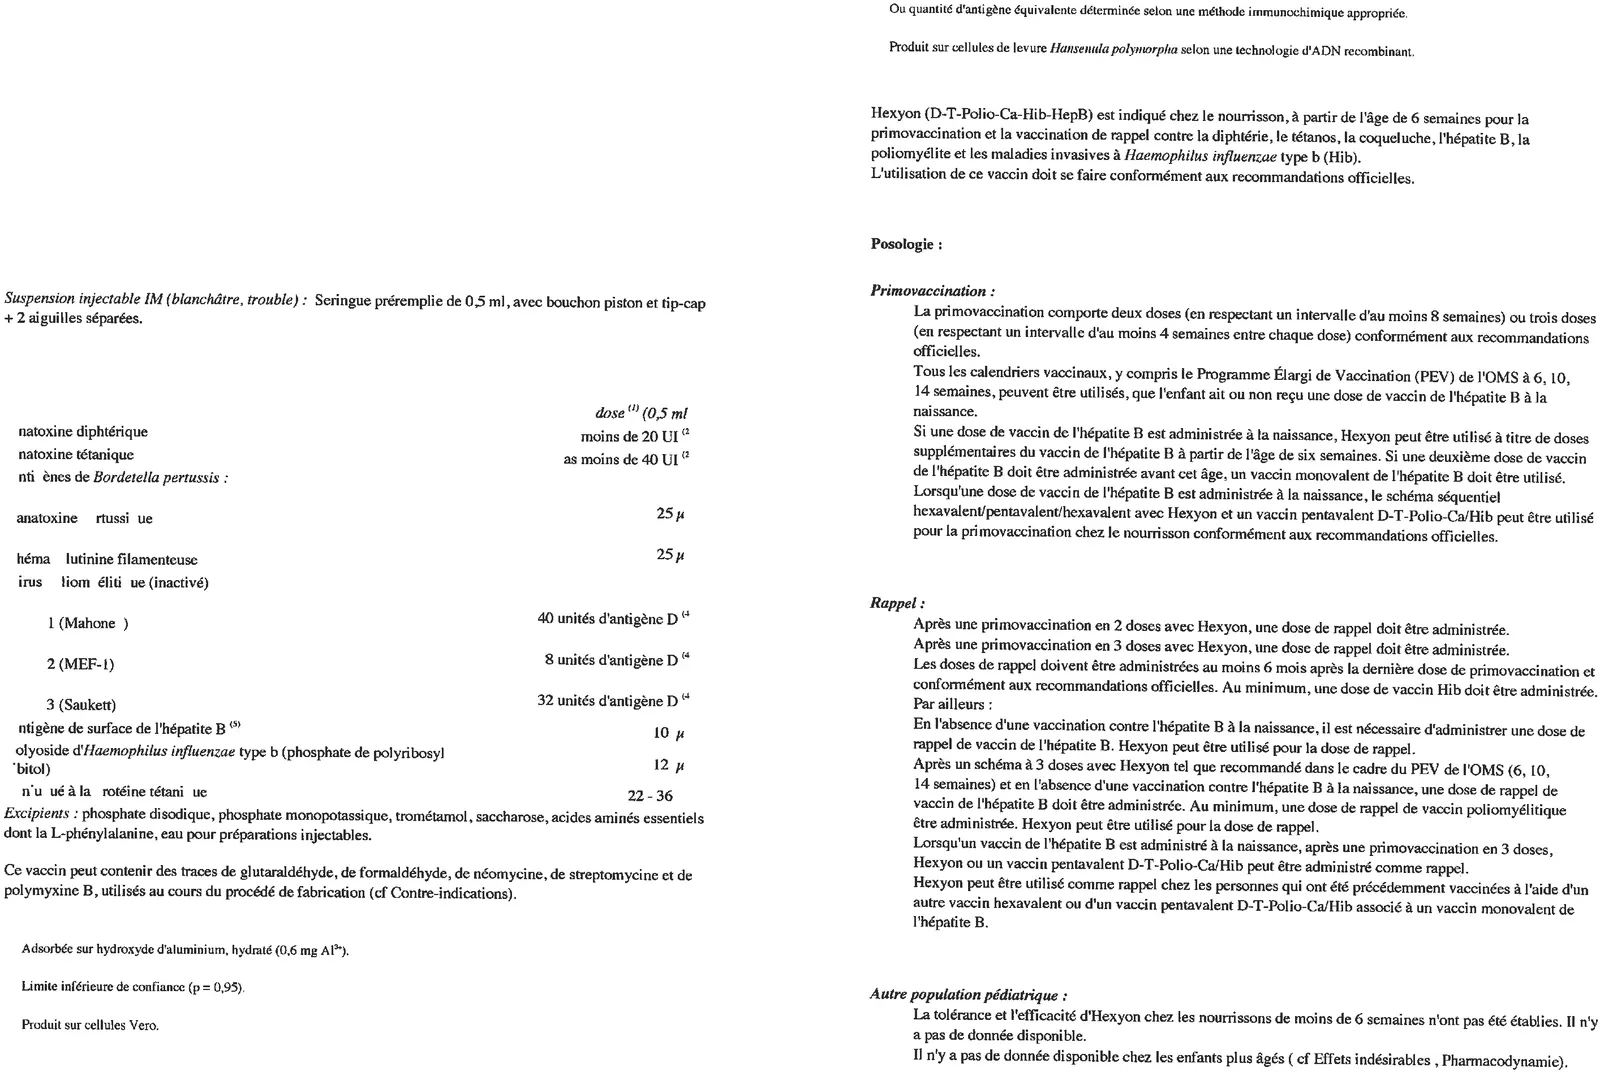 Suspension injectable IM (blanchâtre, trouble) : Seringue préremplie de 0,5 ml, avec bouchon piston et tip-cap
+ 2 aiguilles séparées.
dose (1) (0,5 ml
natoxine diphtérique moins de 20 UI (2
natoxine tétanique as moins de 40 UI (2
nti ènes de Bordetella pertussis :
anatoxine rtussi ue 25 µ
héma lutinine filamenteuse 25 µ
irus liom éliti ue (inactivé)
1 (Mahone ) 40 unités d'antigène D (4
2 (MEF-1) 8 unités d'antigène D (4
3 (Saukett) 32 unités d'antigène D (4
ntigène de surface de l'hépatite B (5) 10 µ
olyoside d'Haemophilus influenzae type b (phosphate de polyribosyl
bitol) 12 µ
n u ué à la rotéine tétani ue 22 - 36
Excipients : phosphate disodique, phosphate monopotassique, trométamol, saccharose, acides aminés essentiels
dont la L-phénylalanine, eau pour préparations injectables.
Ce vaccin peut contenir des traces de glutaraldéhyde, de formaldéhyde, de néomycine, de streptomycine et de
polymyxine B, utilisés au cours du procédé de fabrication (cf Contre-indications).
Adsorbée sur hydroxyde d'aluminium, hydraté (0,6 mg Al3+).
Limite inférieure de confiance (p = 0,95).
Produit sur cellules Vero.
Ou quantité d'antigène équivalente déterminée selon une méthode immunochimique appropriée.
Produit sur cellules de levure Hansenula polymorpha selon une technologie d'ADN recombinant.
Hexyon (D-T-Polio-Ca-Hib-HepB) est indiqué chez le nourrisson, à partir de l'âge de 6 semaines pour la
primovaccination et la vaccination de rappel contre la diphtérie, le tétanos, la coqueluche, l'hépatite B, la
poliomyélite et les maladies invasives à Haemophilus influenzae type b (Hib).
L'utilisation de ce vaccin doit se faire conformément aux recommandations officielles.
Posologie :
Primovaccination :
La primovaccination comporte deux doses (en respectant un intervalle d'au moins 8 semaines) ou trois doses
(en respectant un intervalle d'au moins 4 semaines entre chaque dose) conformément aux recommandations
officielles.
Tous les calendriers vaccinaux, y compris le Programme Élargi de Vaccination (PEV) de l'OMS à 6, 10,
14 semaines, peuvent être utilisés, que l'enfant ait ou non reçu une dose de vaccin de l'hépatite B à la
naissance.
Si une dose de vaccin de l'hépatite B est administrée à la naissance, Hexyon peut être utilisé à titre de doses
supplémentaires du vaccin de l'hépatite B à partir de l'âge de six semaines. Si une deuxième dose de vaccin
de l'hépatite B doit être administrée avant cet âge, un vaccin monovalent de l'hépatite B doit être utilisé.
Lorsqu'une dose de vaccin de l'hépatite B est administrée à la naissance, le schéma séquentiel
hexavalent/pentavalent/hexavalent avec Hexyon et un vaccin pentavalent D-T-Polio-Ca/Hib peut être utilisé
pour la primovaccination chez le nourrisson conformément aux recommandations officielles.
Rappel :
Après une primovaccination en 2 doses avec Hexyon, une dose de rappel doit être administrée.
Après une primovaccination en 3 doses avec Hexyon, une dose de rappel doit être administrée.
Les doses de rappel doivent être administrées au moins 6 mois après la dernière dose de primovaccination et
conformément aux recommandations officielles. Au minimum, une dose de vaccin Hib doit être administrée.
Par ailleurs :
En l'absence d'une vaccination contre l'hépatite B à la naissance, il est nécessaire d'administrer une dose de
rappel de vaccin de l'hépatite B. Hexyon peut être utilisé pour la dose de rappel.
Après un schéma à 3 doses avec Hexyon tel que recommandé dans le cadre du PEV de l'OMS (6, 10,
14 semaines) et en l'absence d'une vaccination contre l'hépatite B à la naissance, une dose de rappel de
vaccin de l'hépatite B doit être administrée. Au minimum, une dose de rappel de vaccin poliomyélitique
être administrée. Hexyon peut être utilisé pour la dose de rappel.
Lorsqu'un vaccin de l'hépatite B est administré à la naissance, après une primovaccination en 3 doses,
Hexyon ou un vaccin pentavalent D-T-Polio-Ca/Hib peut être administré comme rappel.
Hexyon peut être utilisé comme rappel chez les personnes qui ont été précédemment vaccinées à l'aide d'un
autre vaccin hexavalent ou d'un vaccin pentavalent D-T-Polio-Ca/Hib associé à un vaccin monovalent de
l'hépatite B.
Autre population pédiatrique :
La tolérance et l'efficacité d'Hexyon chez les nourrissons de moins de 6 semaines n'ont pas été établies. Il n'y
a pas de donnée disponible.
Il n'y a pas de donnée disponible chez les enfants plus âgés ( cf Effets indésirables , Pharmacodynamie).